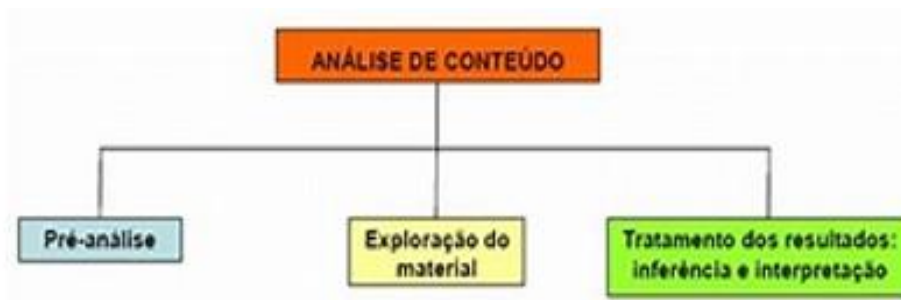 ANÁLISE DE CONTEÚDO
Pré-análise
Exploração do
material
Tratamento dos resultados:
inferência e interpretação